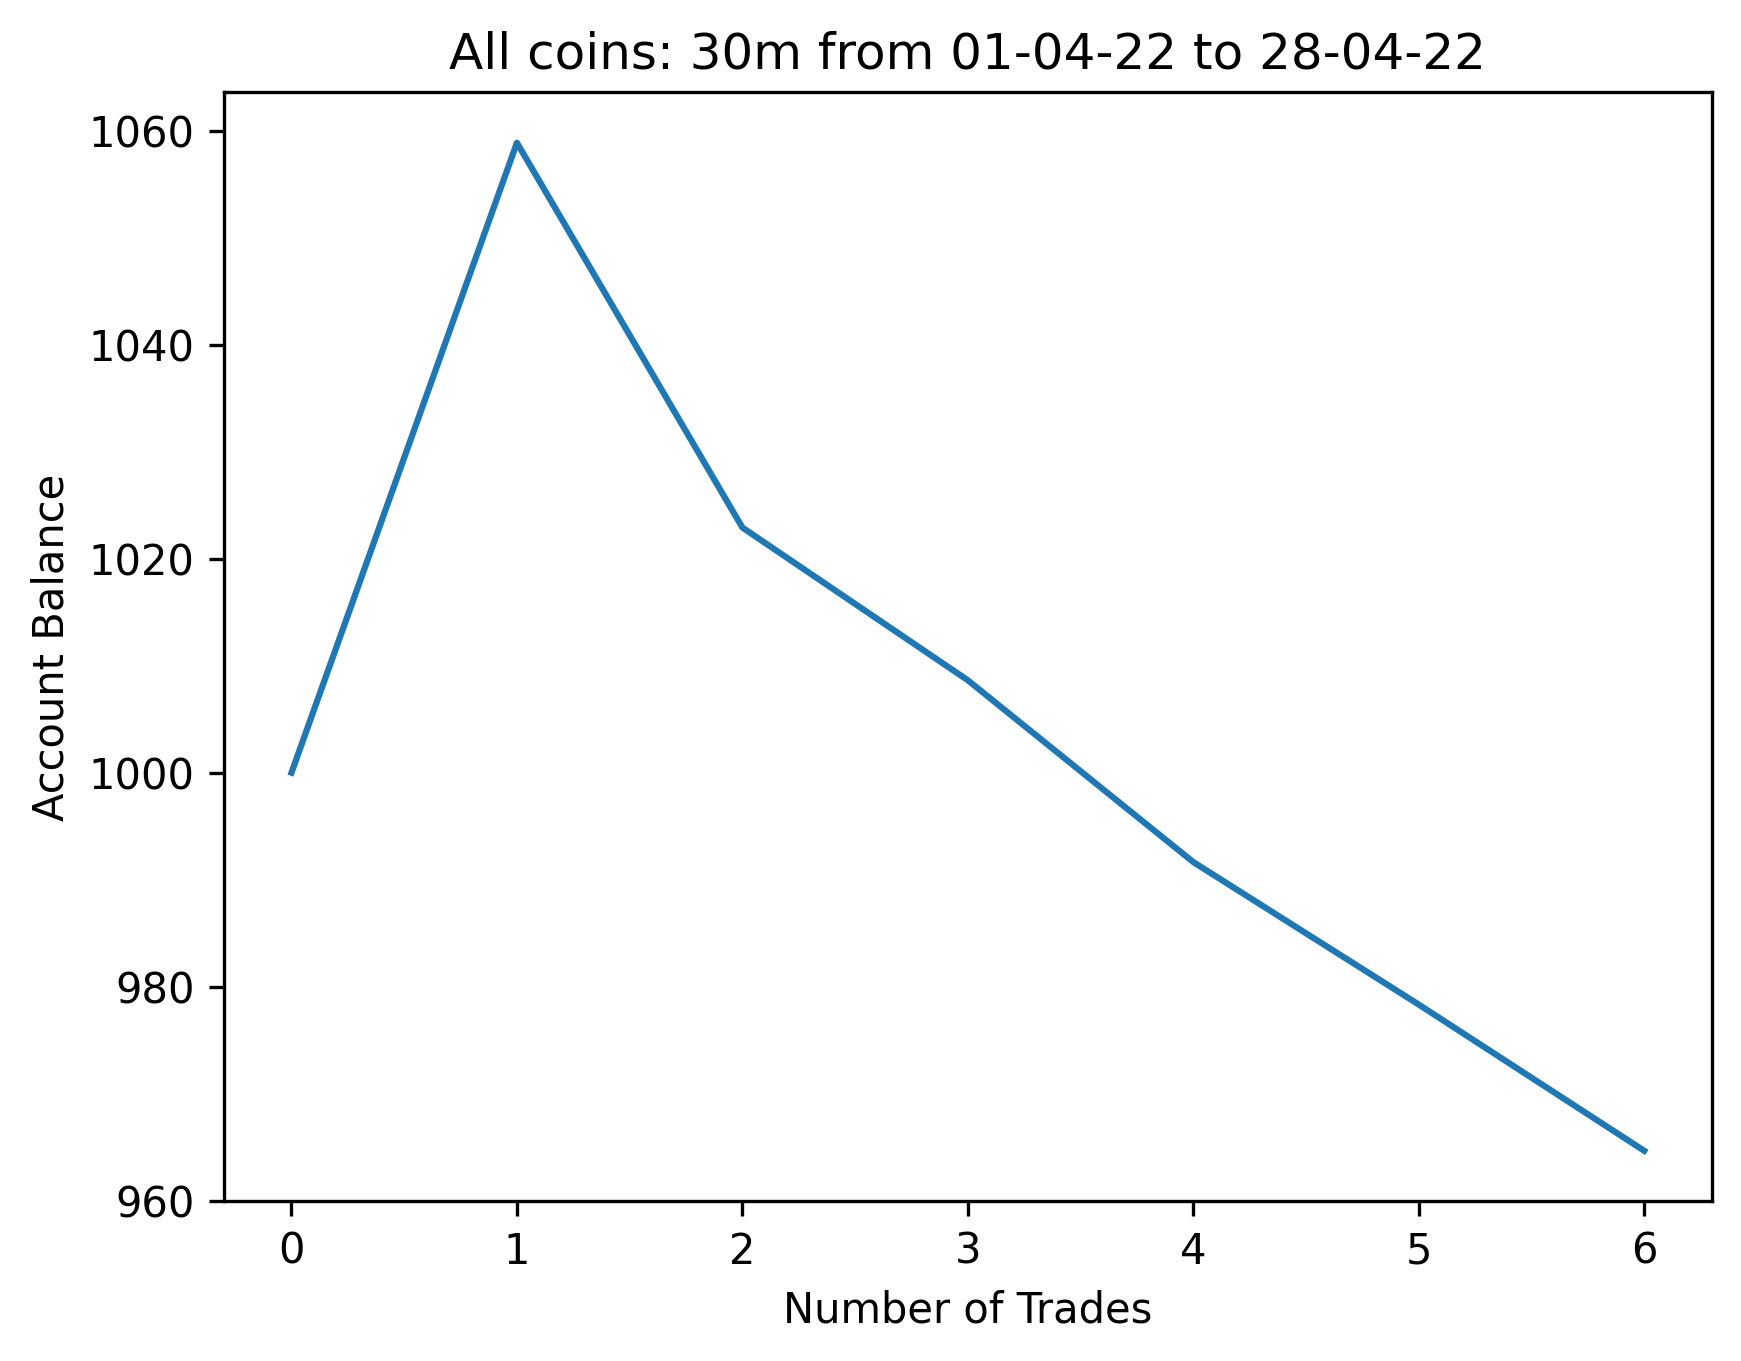 All coins: 30m from 01-04-22 to 28-04-22
1060
1040
1020
1000
980
960
Account Balance
0 1 2 3 4 5 6
Number of Trades